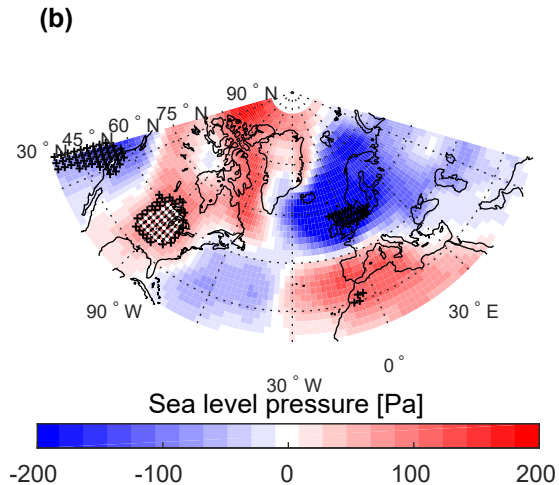 (b)
90 ° N
75 ° N
60 ° N
45 ° N
30 ° N
90 ° W
30 ° E
0 °
30 ° W
Sea level pressure [Pa]
-200 -100 0 100 200